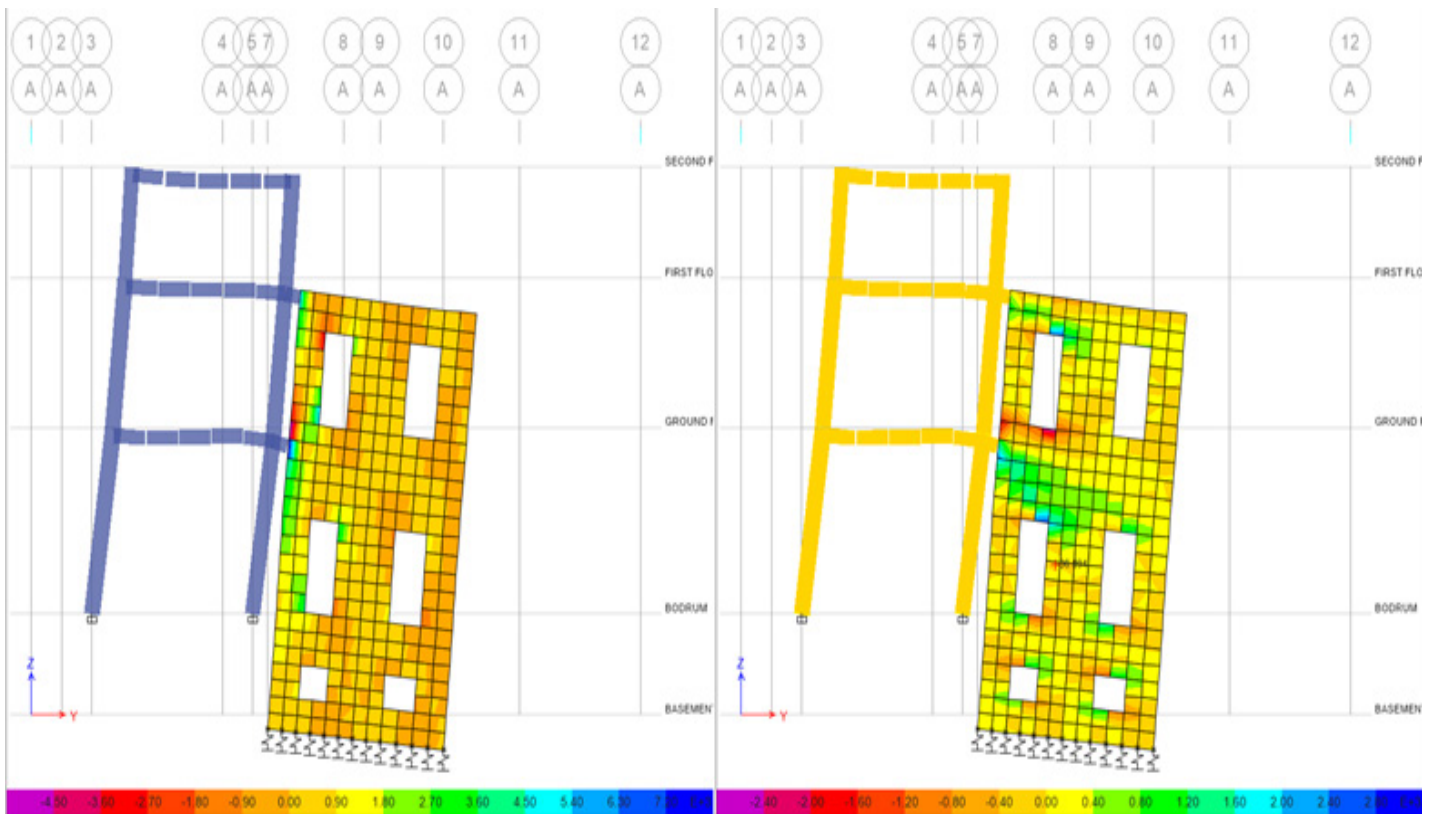 1 2 3 4 5 7 8 9 10 11 12
A A A A A A A A A A A
SECOND F
FIRST FLO
GROUND F
BODRUM
BASEMENT
Z
Y
-4.50 -3.60 -2.70 -1.80 -0.90 0.00 0.90 1.80 2.70 3.60 4.50 5.40 6.30
1 2 3 4 5 7 8 9 10 11 12
A A A A A A A A A A A
SECOND F
FIRST FLO
GROUND F
BODRUM
BASEMEN
Z
Y
-2.40 -2.00 -1.60 -1.20 -0.80 -0.40 0.00 0.40 0.80 1.20 1.60 2.00 2.40